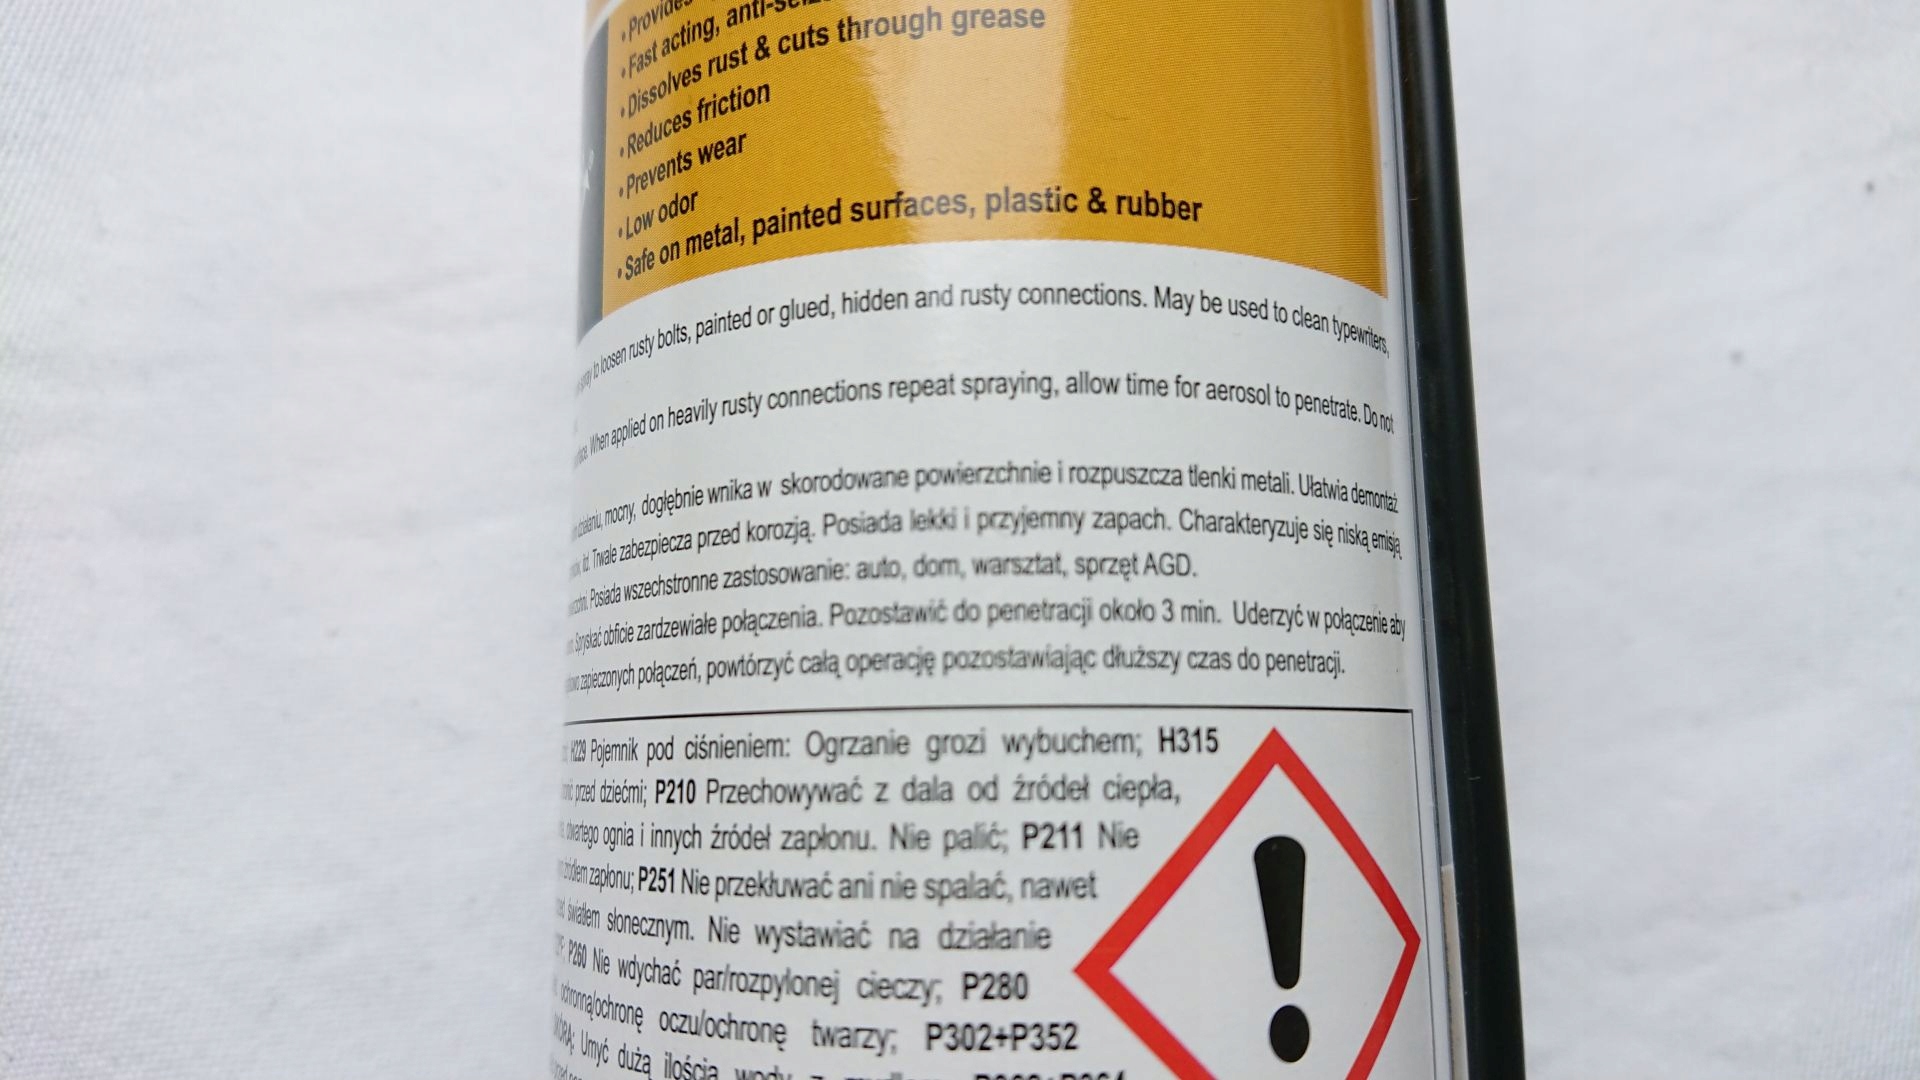 • Provides
• Fast acting, anti-seize
• Dissolves rust & cuts through grease
• Reduces friction
• Prevents wear
• Low odor
• Safe on metal, painted surfaces, plastic & rubber
spray to loosen rusty bolts, painted or glued, hidden and rusty connections. May be used to clean typewriters,
When applied on heavily rusty connections repeat spraying, allow time for aerosol to penetrate. Do not
działaniu, mocny, dogłębnie wnika w skorodowane powierzchnie i rozpuszcza tlenki metali. Ułatwia demontaż
itd. Trwale zabezpiecza przed korozją. Posiada lekki i przyjemny zapach. Charakteryzuje się niską emisją
Posiada wszechstronne zastosowanie: auto, dom, warsztat, sprzęt AGD.
Spryskać obficie zardzewiałe połączenia. Pozostawić do penetracji około 3 min. Uderzyć w połączenie aby
zapieczonych połączeń, powtórzyć całą operację pozostawiając dłuższy czas do penetracji.
H229 Pojemnik pod ciśnieniem: Ogrzanie grozi wybuchem; H315
przed dziećmi; P210 Przechowywać z dala od źródeł ciepła,
otwartego ognia i innych źródeł zapłonu. Nie palić; P211 Nie
źródłem zapłonu; P251 Nie przekłuwać ani nie spalać, nawet
światłem słonecznym. Nie wystawiać na działanie
P260 Nie wdychać par/rozpylonej cieczy; P280
ochronną/ochronę oczu/ochronę twarzy; P302+P352
Umyć dużą ilością wody z